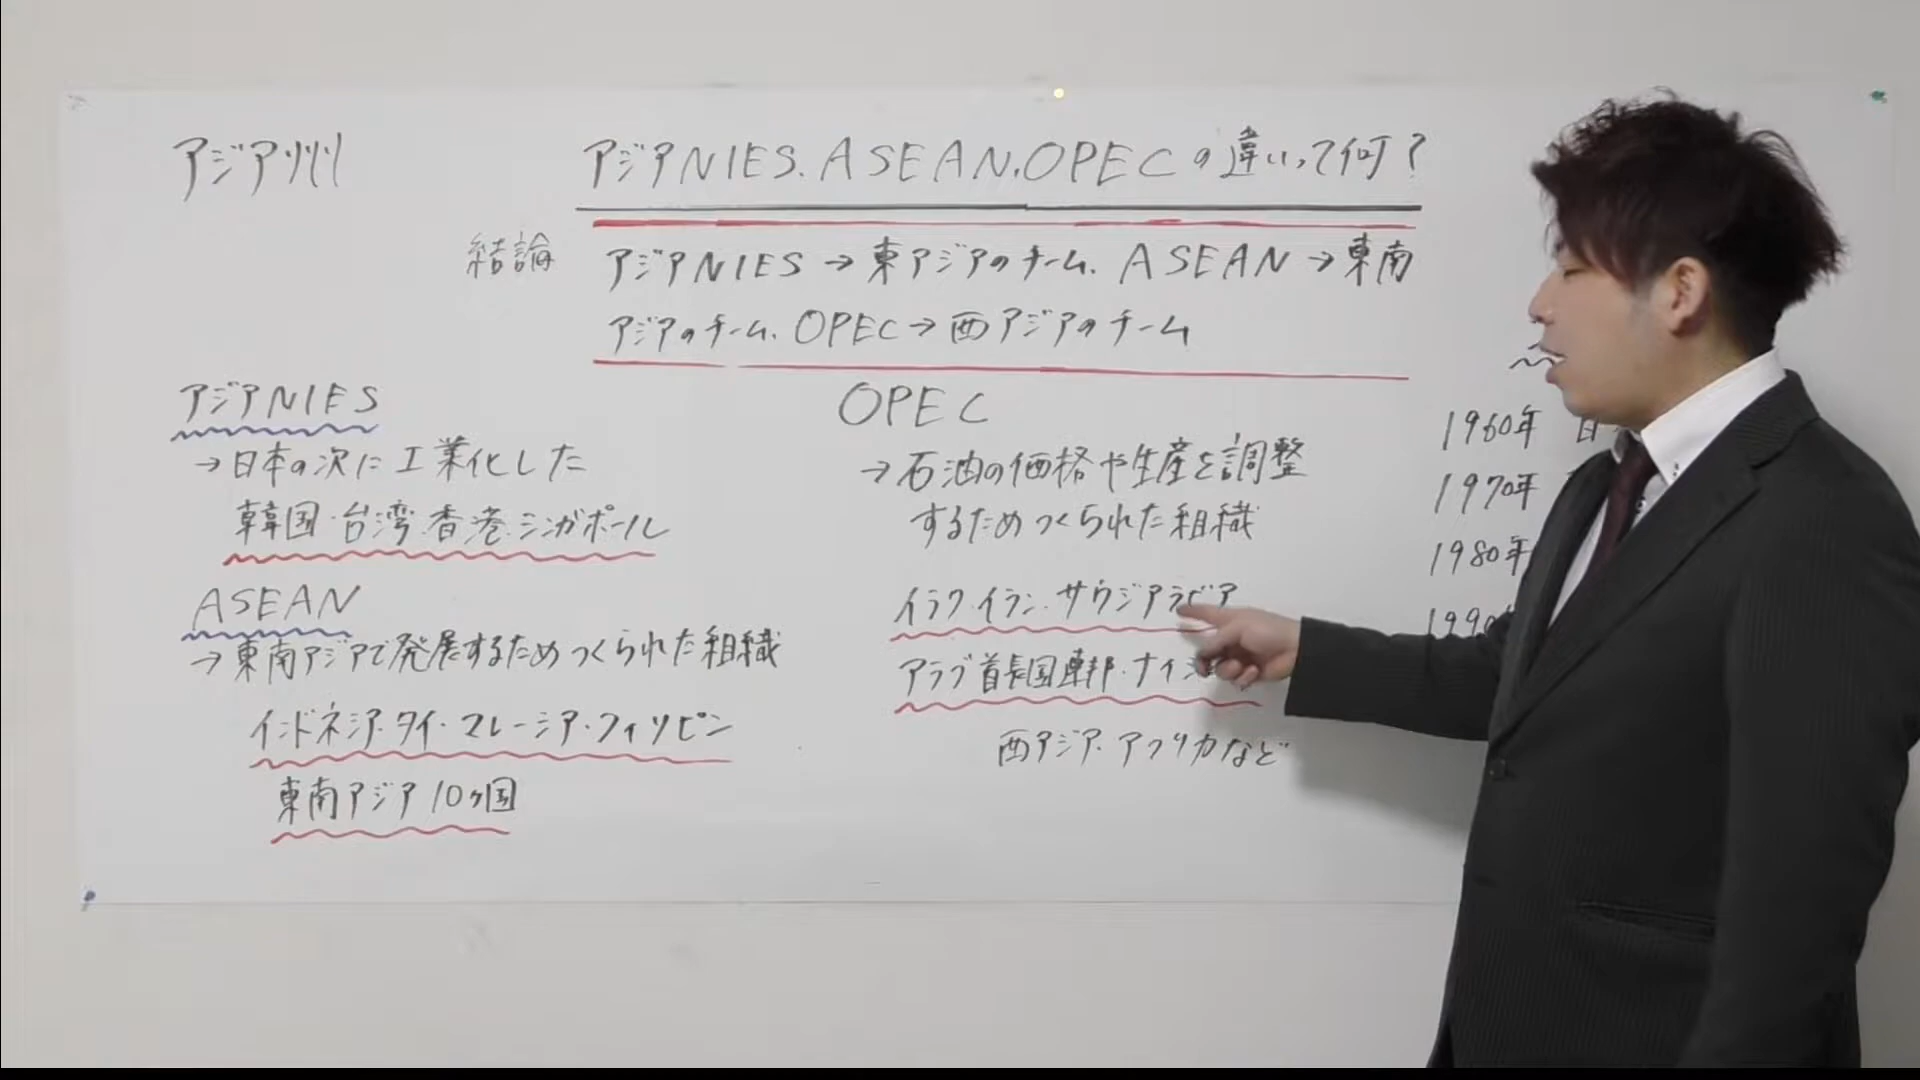 アジア州
アジアNIES、ASEAN、OPECの違いって何?
結論
アジアNIES→東アジアのチーム、ASEAN→東南
アジアのチーム、OPEC→西アジアのチーム
アジアNIES
→日本の次に工業化した
韓国・台湾・香港・シンガポール
ASEAN
→東南アジアで発展するためつくられた組織
インドネシア・タイ・マレーシア・フィリピン
東南アジア10ヶ国
OPEC
→石油の価格や生産を調整
するためつくられた組織
イラク・イラン・サウジアラビア
アラブ首長国連邦・ナイジ
西アジア・アフリカなど
1960年
1970年
1980年
1990